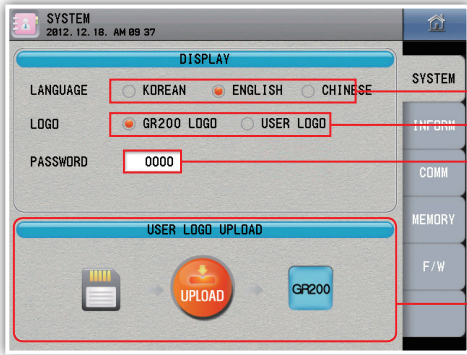 SYSTEM
2012. 12. 18. AM 09 37
DISPLAY
LANGUAGE KOREAN ENGLISH CHINESE
LOGO GR200 LOGO USER LOGO
PASSWORD 0000
USER LOGO UPLOAD
UPLOAD
GR200
SYSTEM
INFORM
COMM
MEMORY
F/W